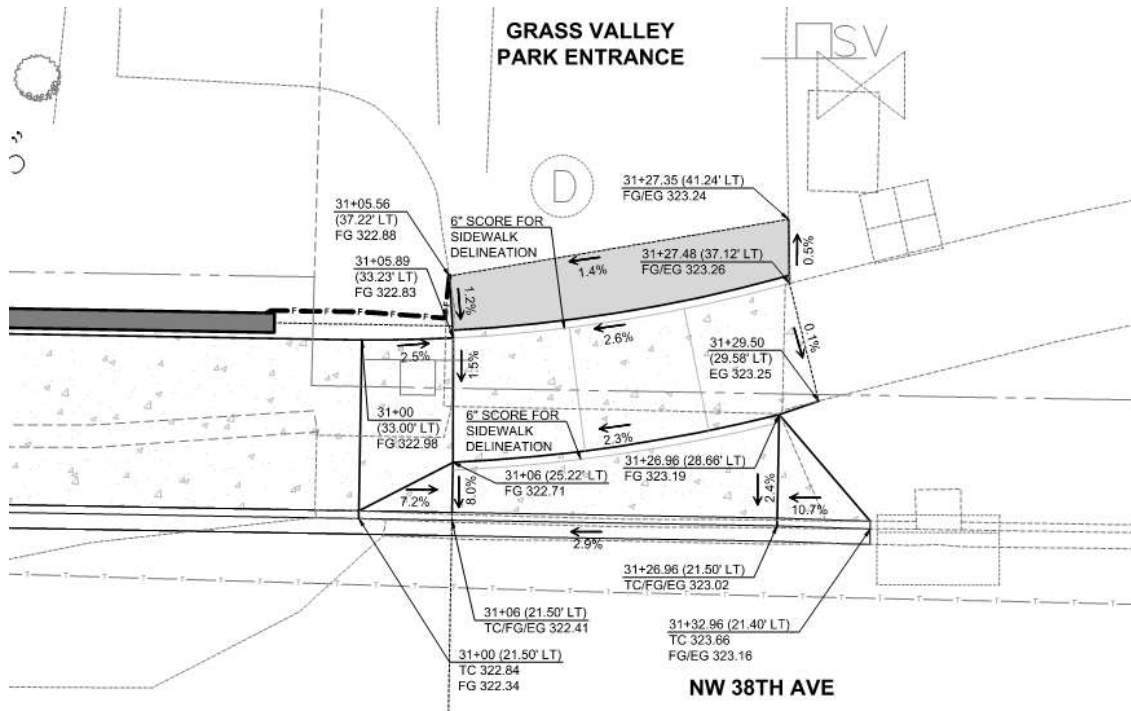 GRASS VALLEY
PARK ENTRANCE
SV
D
31+27.35 (41.24' LT)
FG/EG 323.24
31+05.56
(37.22' LT)
FG 322.88
6" SCORE FOR
SIDEWALK
DELINEATION
31+27.48 (37.12' LT)
FG/EG 323.26
0.5%
1.4%
31+05.89
(33.23' LT)
FG 322.83
1.2%
F F F F F
2.6%
0.1%
2.5%
1.5%
31+29.50
(29.58' LT)
EG 323.25
31+00
(33.00' LT)
FG 322.98
6" SCORE FOR
SIDEWALK
DELINEATION
2.3%
31+26.96 (28.66' LT)
FG 323.19
31+06 (25.22' LT)
FG 322.71
7.2%
8.0%
2.4%
10.7%
2.9%
31+26.96 (21.50' LT)
TC/FG/EG 323.02
31+06 (21.50' LT)
TC/FG/EG 322.41
31+32.96 (21.40' LT)
TC 323.66
FG/EG 323.16
31+00 (21.50' LT)
TC 322.84
FG 322.34
NW 38TH AVE